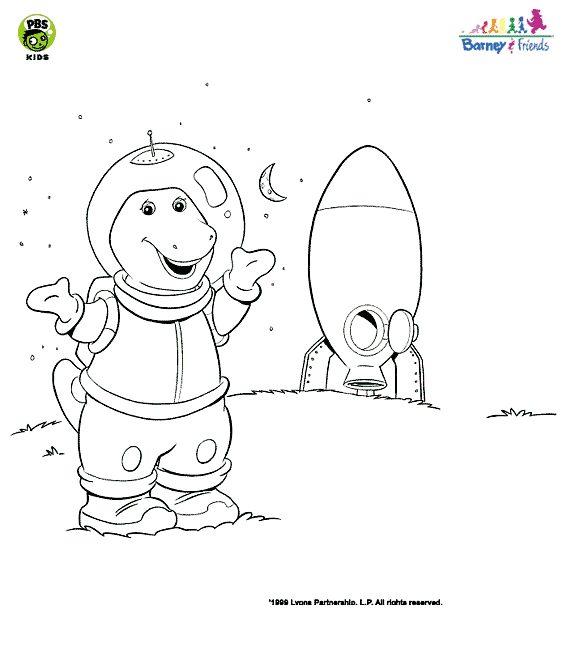 PBS
KIDS
Barney & Friends
°1999 Lyons Partnership, L.P. All rights reserved.